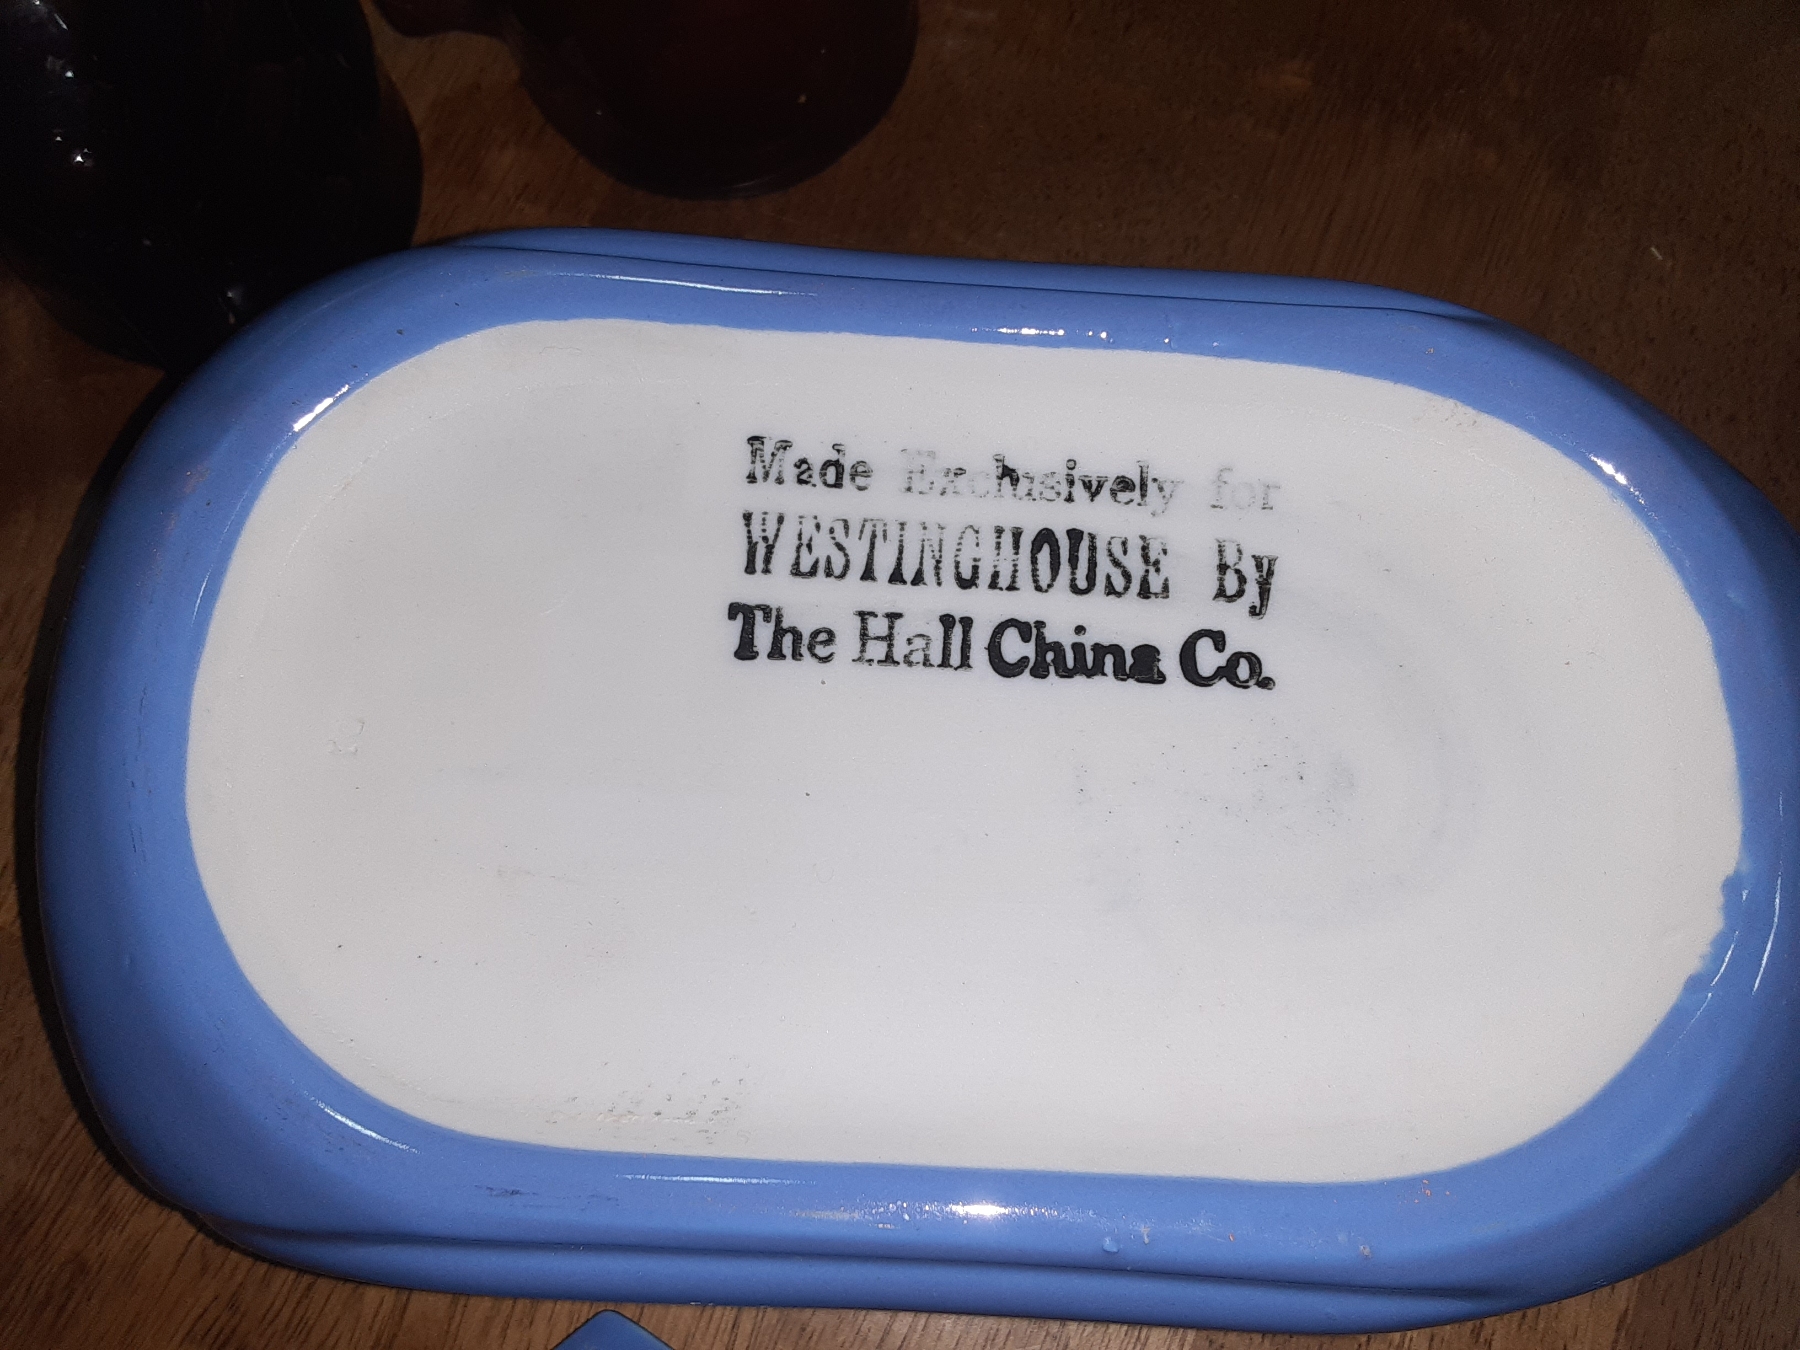 Made Exclusively for
WESTINGHOUSE By
The Hall China Co.